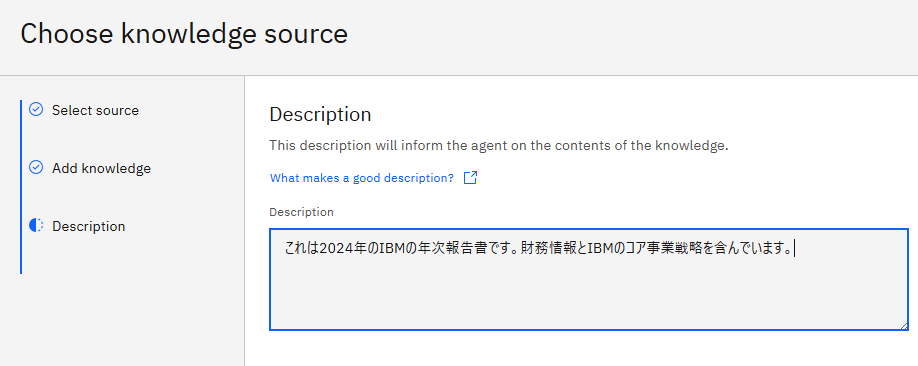 Choose knowledge source
Select source
Add knowledge
Description
Description
This description will inform the agent on the contents of the knowledge.
What makes a good description?
Description
これは2024年のIBMの年次報告書です。財務情報とIBMのコア事業戦略を含んでいます。